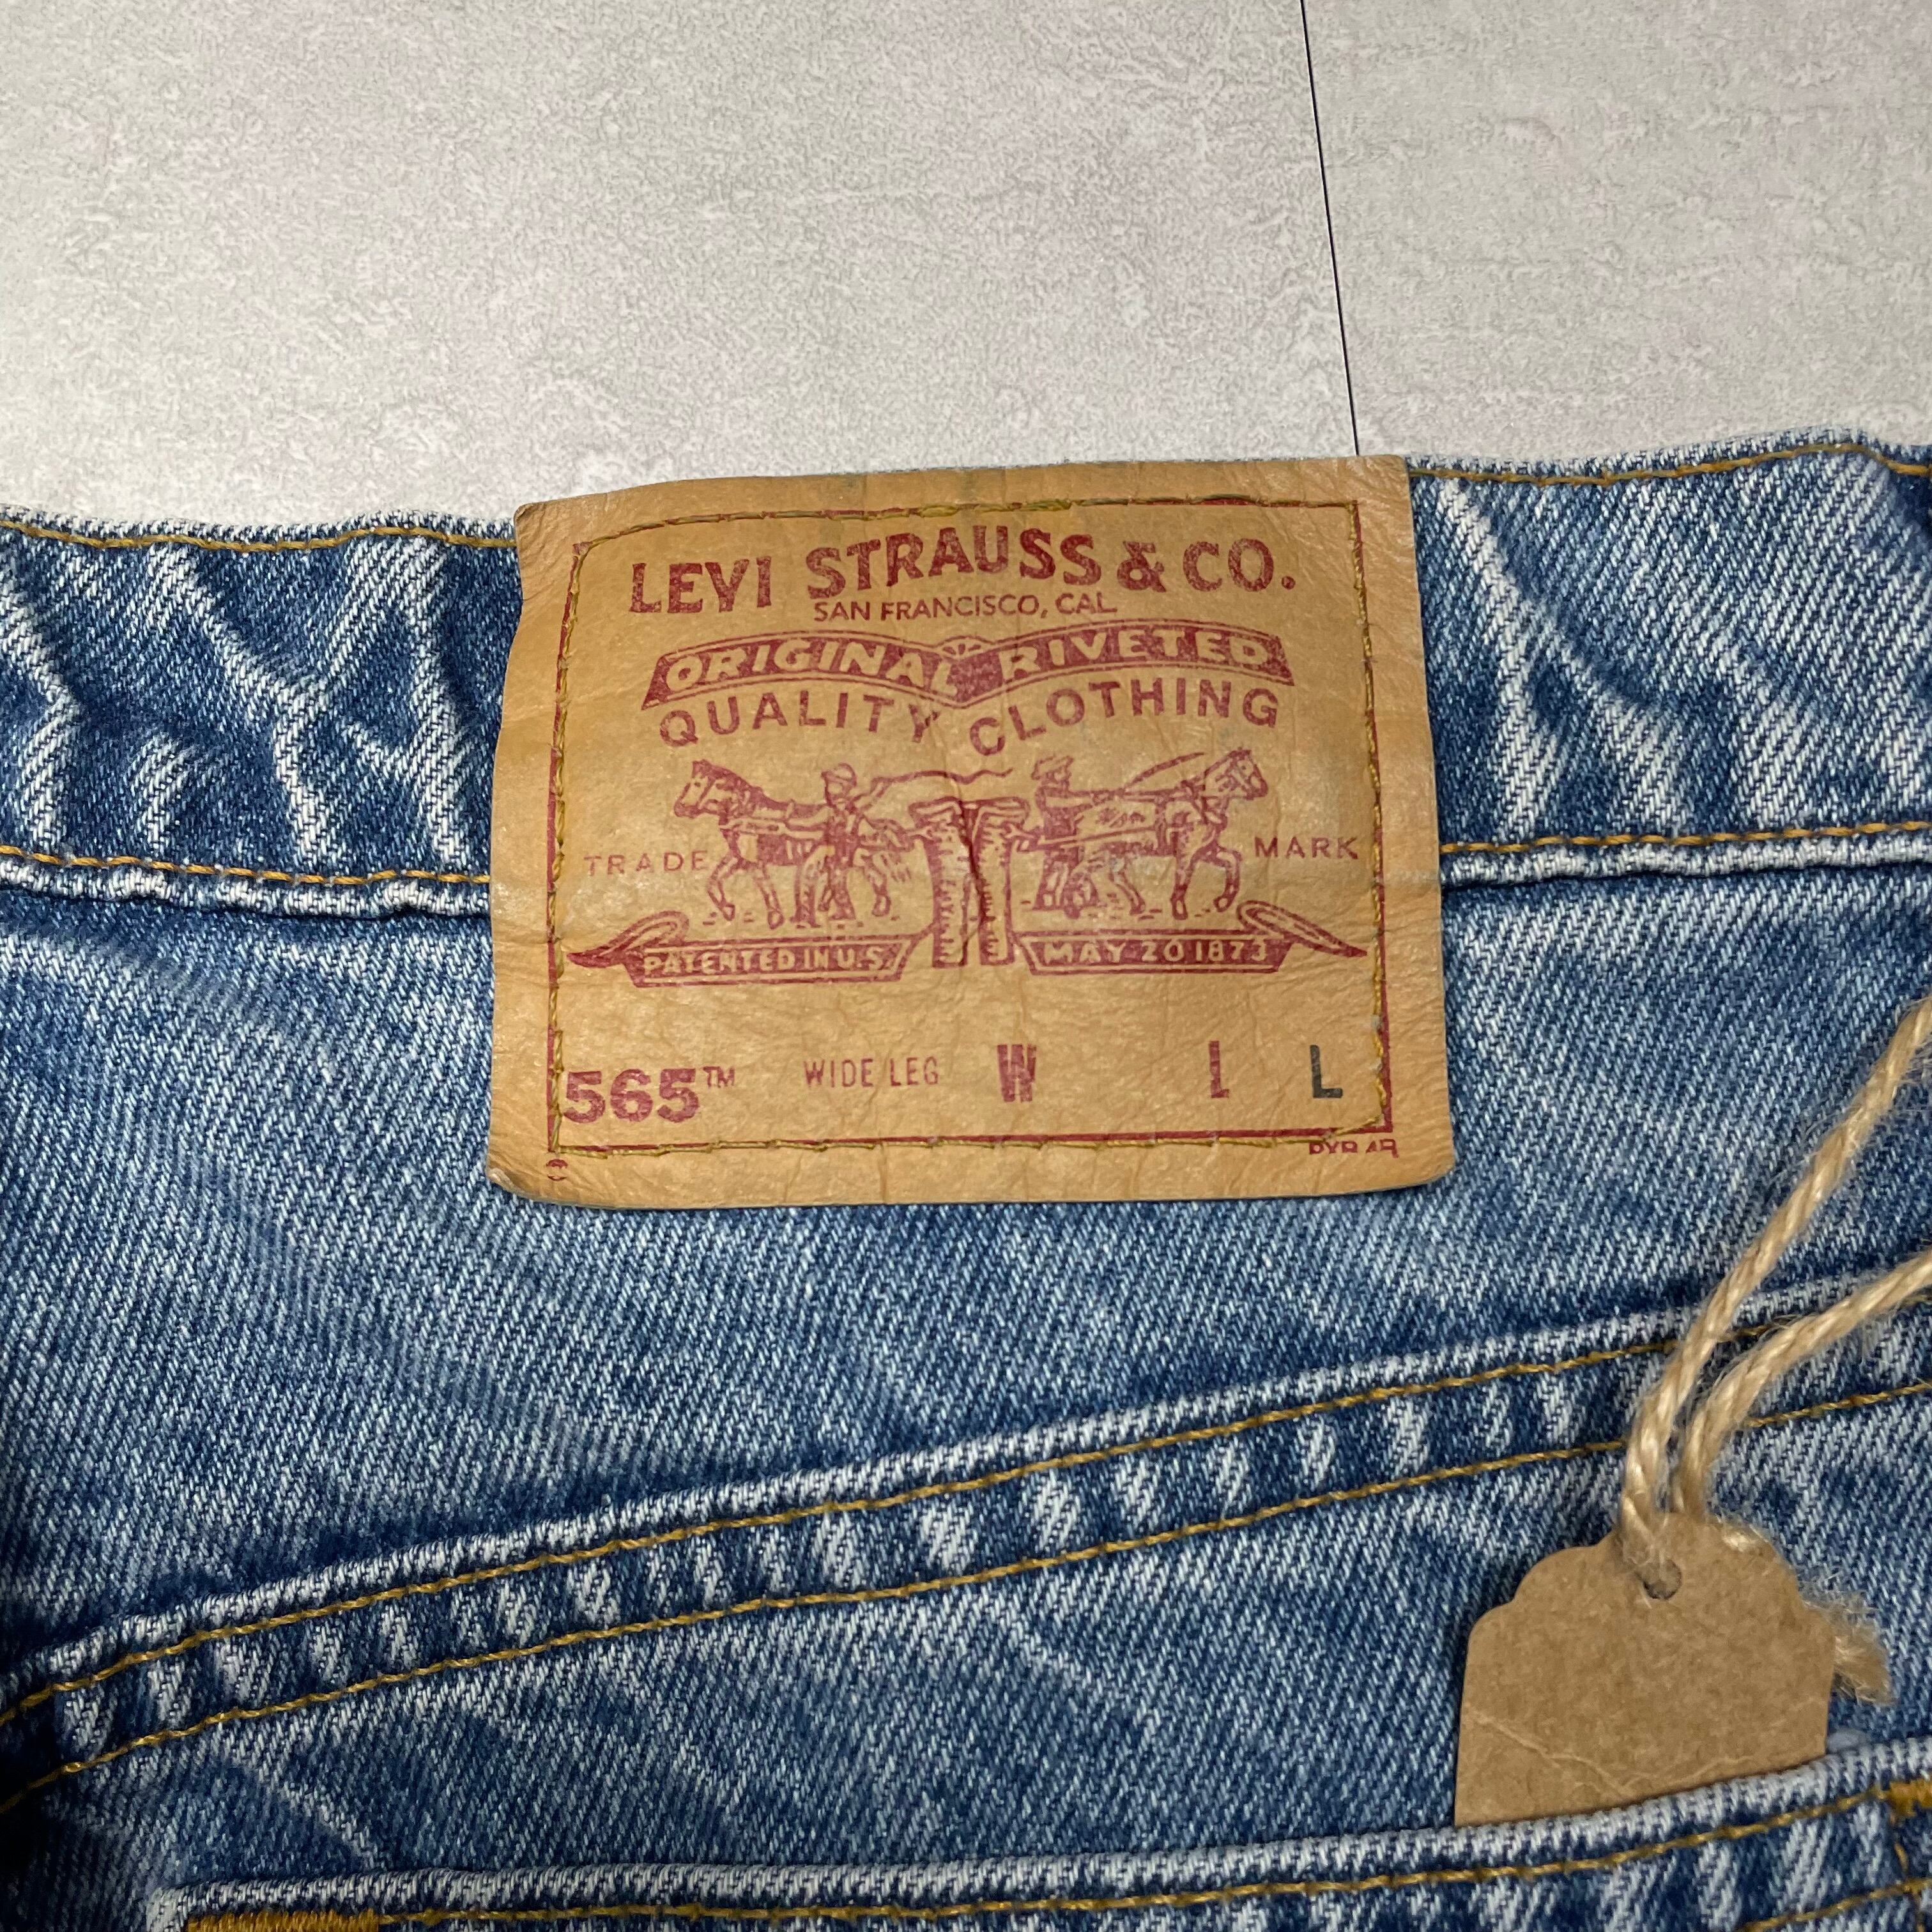 LEVI STRAUSS & CO.
SAN FRANCISCO, CAL.
ORIGINAL RIVETED
QUALITY CLOTHING
TRADE MARK
PATENTED IN U.S. MAY 20 1873
565™ WIDE LEG W L L